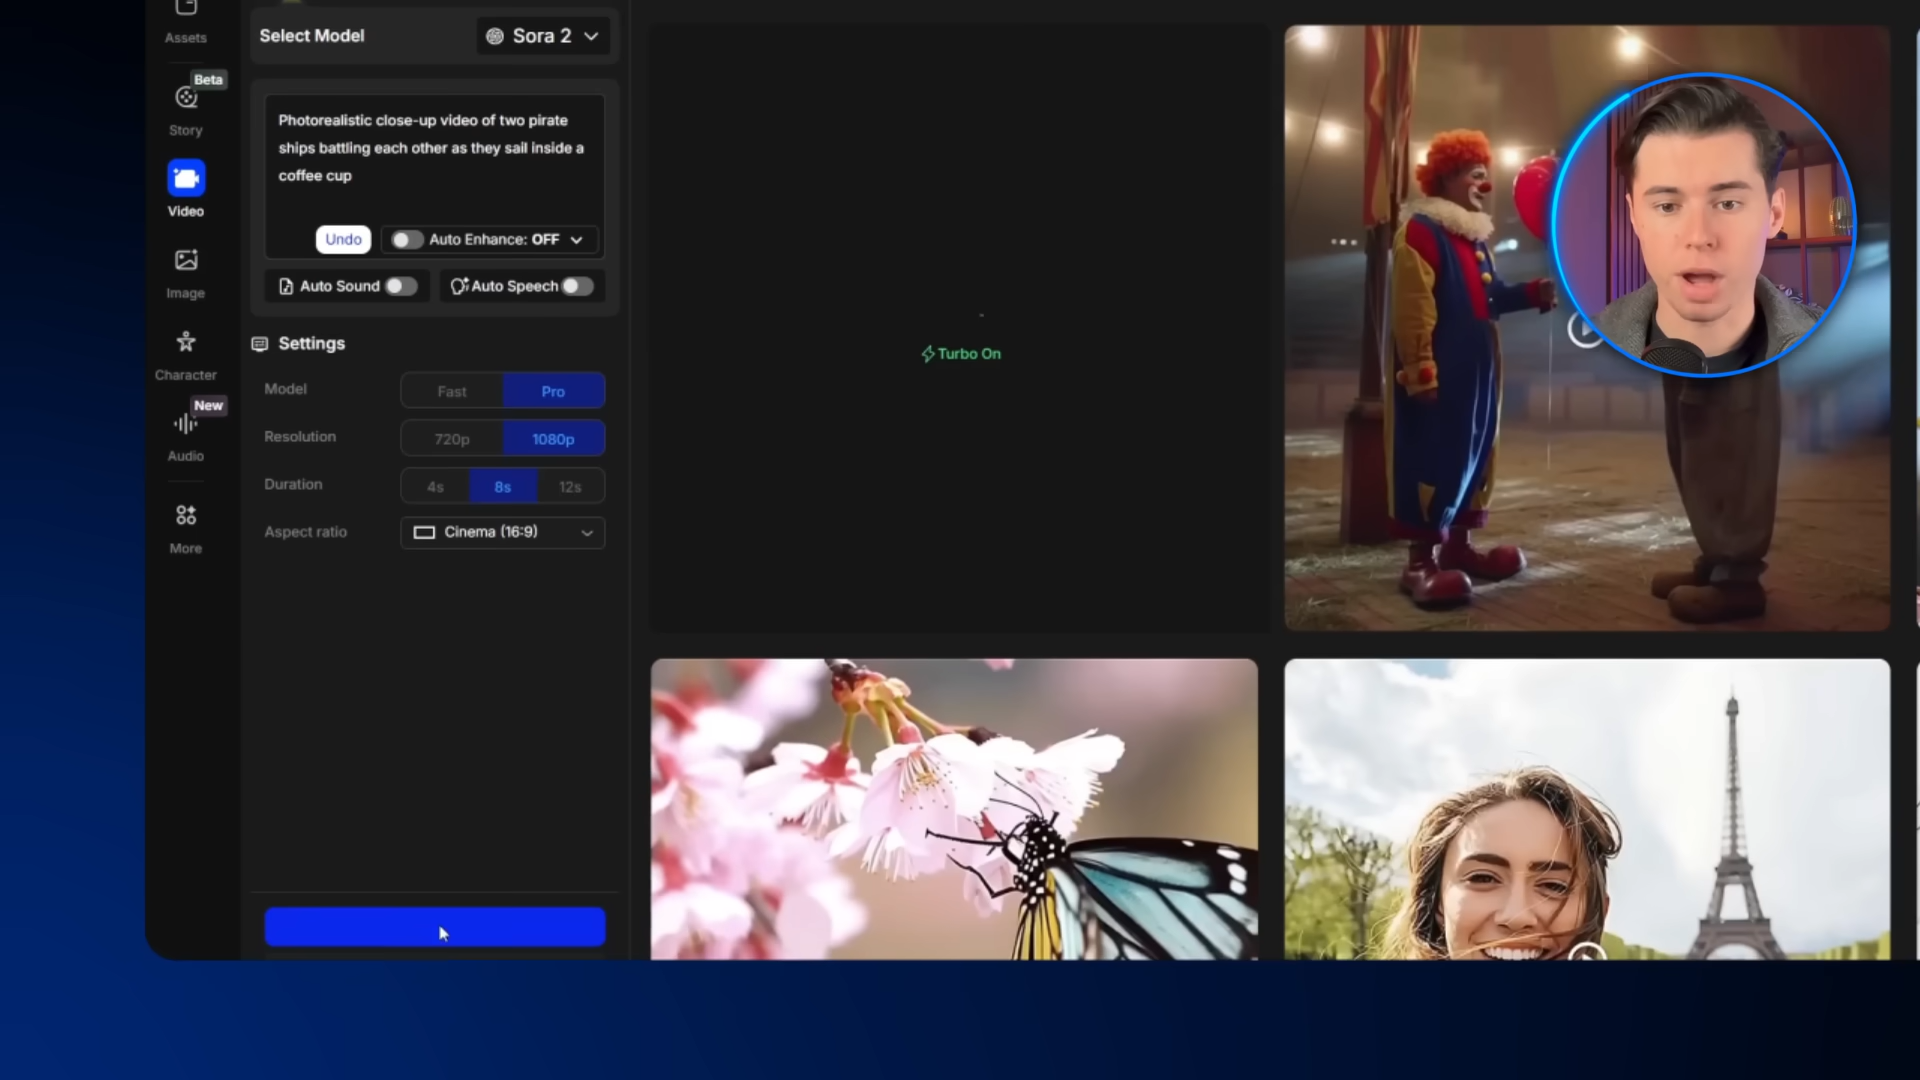 Assets
Select Model
Sora 2
Beta
Story
Photorealistic close-up video of two pirate
ships battling each other as they sail inside a
coffee cup
Video
Undo
Auto Enhance: OFF
Image
Auto Sound
Auto Speech
Settings
Turbo On
Character
Model
Fast
Pro
New
Resolution
720p
1080p
Audio
Duration
4s
8s
12s
Aspect ratio
Cinema (16:9)
More